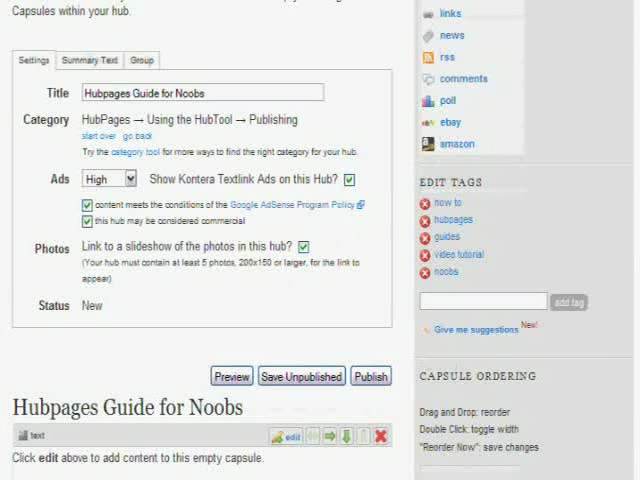 Capsules within your hub.
Settings
Summary Text
Group
Title
Hubpages Guide for Noobs
Category
HubPages → Using the HubTool → Publishing
start over go back
Try the category tool for more ways to find the right category for your hub.
Ads
High
Show Kontera Textlink Ads on this Hub?
content meets the conditions of the Google AdSense Program Policy
this hub may be considered commercial
Photos
Link to a slideshow of the photos in this hub?
(Your hub must contain at least 5 photos, 200x150 or larger, for the link to
appear)
Status
New
Preview
Save Unpublished
Publish
Hubpages Guide for Noobs
text
edit
Click edit above to add content to this empty capsule.
links
news
rss
comments
poll
ebay
amazon
EDIT TAGS
how to
hubpages
guides
video tutorial
noobs
add tag
Give me suggestions New!
CAPSULE ORDERING
Drag and Drop: reorder
Double Click: toggle width
"Reorder Now": save changes